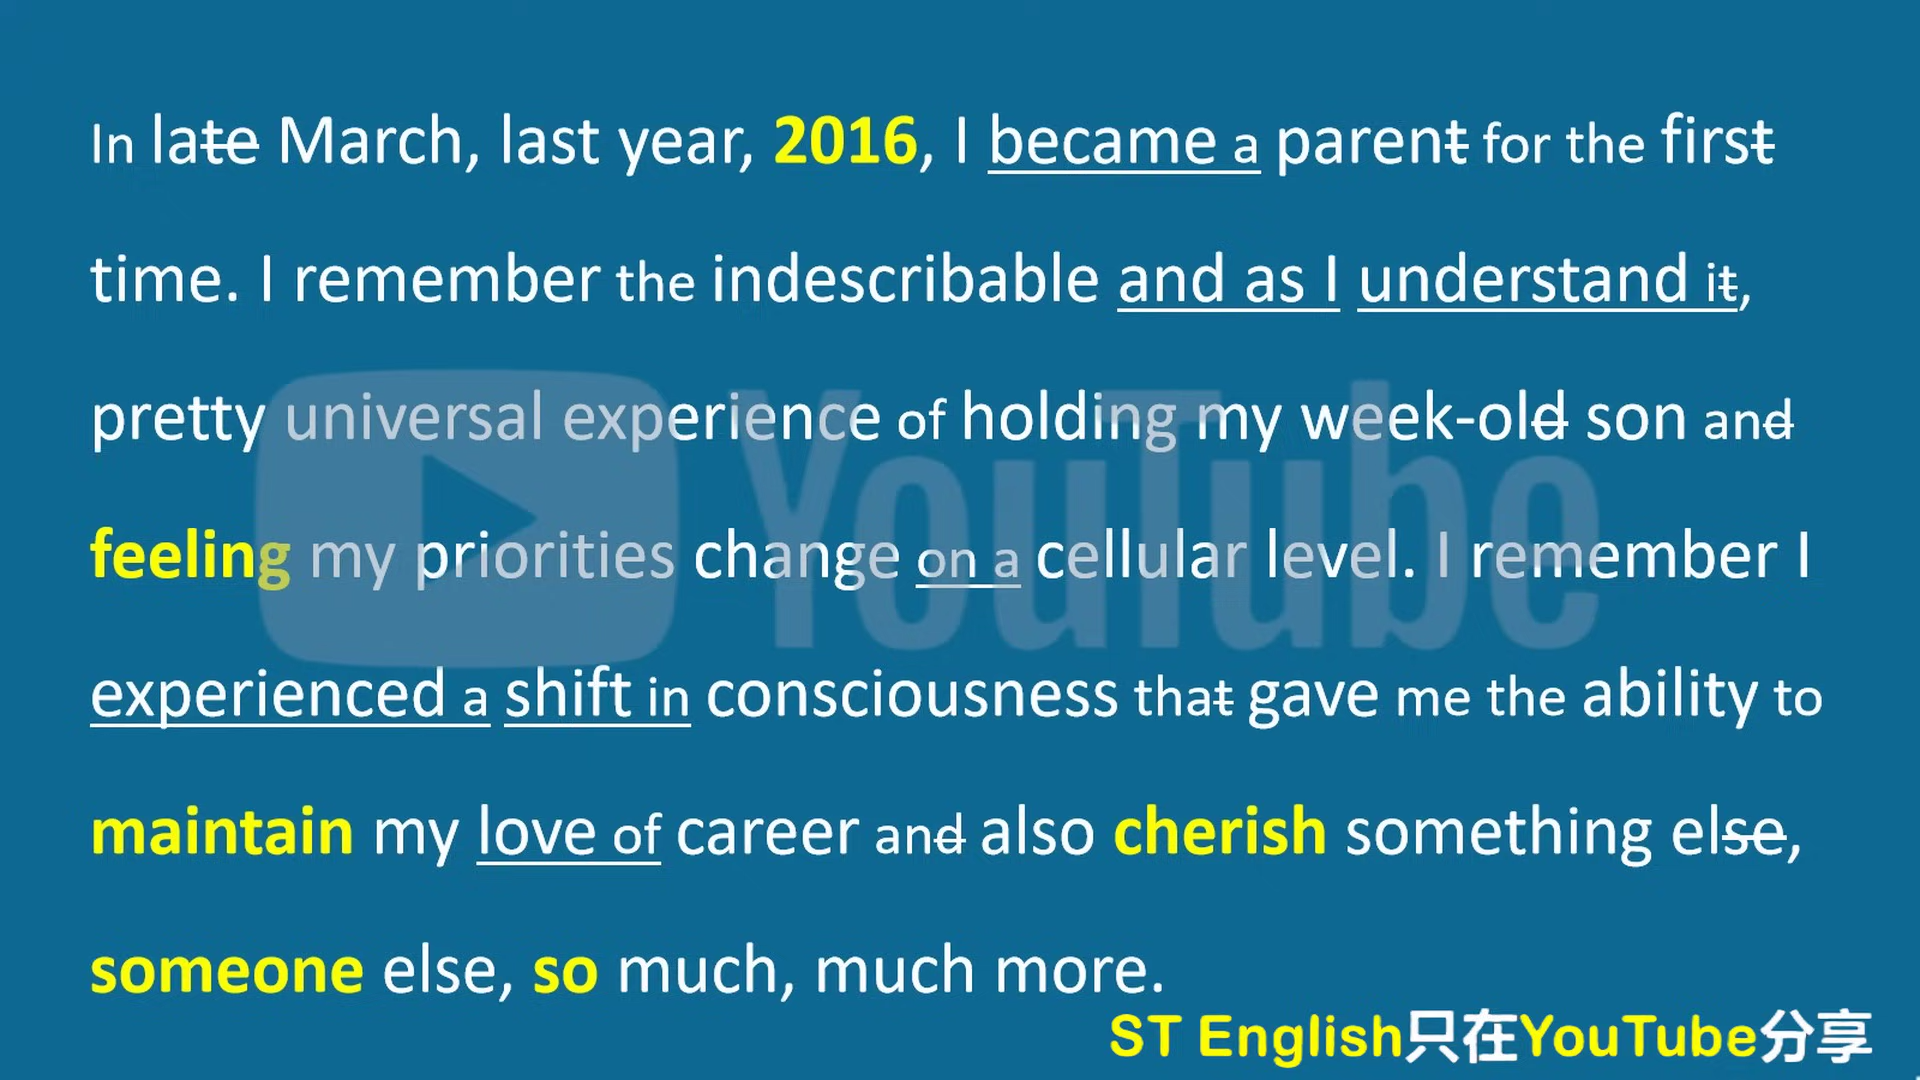 In late March, last year, 2016, I became a parent for the first
time. I remember the indescribable and as I understand it,
pretty universal experience of holding my week-old son and
feeling my priorities change on a cellular level. I remember I
experienced a shift in consciousness that gave me the ability to
maintain my love of career and also cherish something else,
someone else, so much, much more.
YouTube
ST English只在YouTube分享